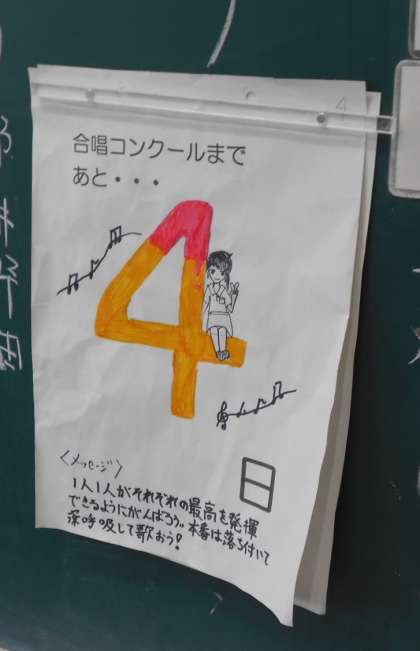 4
合唱コンクールまで
あと・・・
4
日
〈メッセージ〉
1人1人がそれぞれの最高を発揮
できるようにがんばろう。本番は落ち付いて
深呼吸して歌おう!